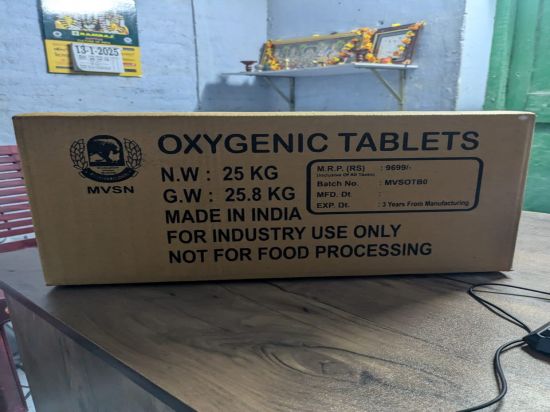 13-1-2025
OXYGENIC TABLETS
MVSN
N.W : 25 KG
G.W : 25.8 KG
MADE IN INDIA
FOR INDUSTRY USE ONLY
NOT FOR FOOD PROCESSING
M.R.P. (RS) : 9699/-
(Inclusive Of All Taxes)
Batch No. : MVSOTB0
MFD. Dt. :
EXP. Dt. : 3 Years From Manufacturing